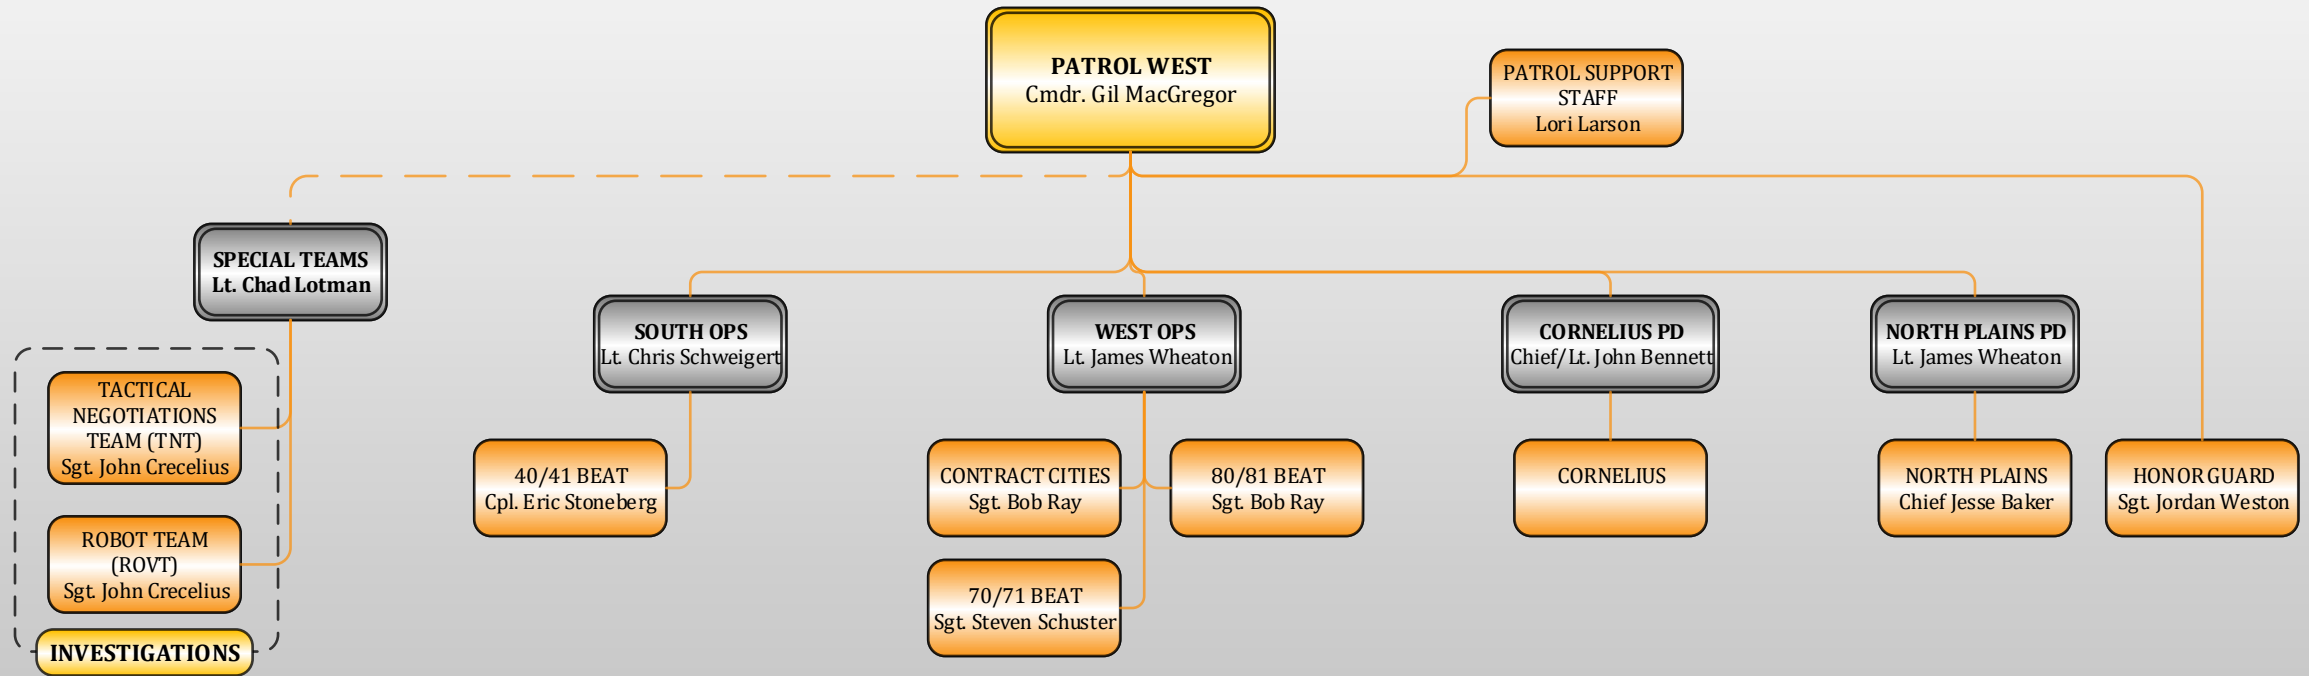 PATROL WEST
Cmdr. Gil MacGregor
PATROL SUPPORT
STAFF
Lori Larson
SPECIAL TEAMS
Lt. Chad Lotman
TACTICAL
NEGOTIATIONS
TEAM (TNT)
Sgt. John Crecelius
ROBOT TEAM
(ROVT)
Sgt. John Crecelius
INVESTIGATIONS
SOUTH OPS
Lt. Chris Schweigert
40/41 BEAT
Cpl. Eric Stoneberg
WEST OPS
Lt. James Wheaton
CONTRACT CITIES
Sgt. Bob Ray
80/81 BEAT
Sgt. Bob Ray
70/71 BEAT
Sgt. Steven Schuster
CORNELIUS PD
Chief/Lt. John Bennett
CORNELIUS
NORTH PLAINS PD
Lt. James Wheaton
NORTH PLAINS
Chief Jesse Baker
HONOR GUARD
Sgt. Jordan Weston